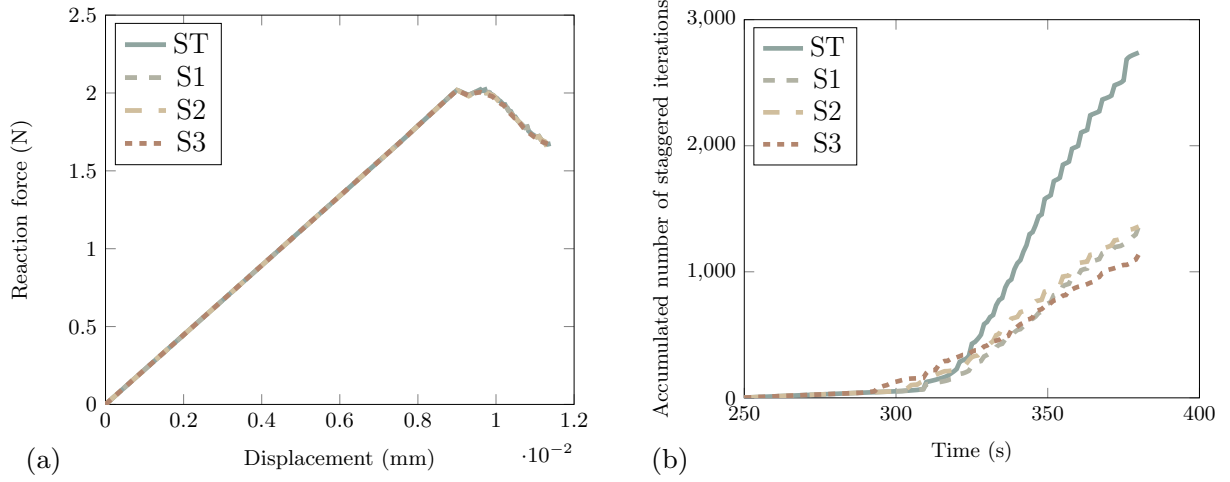 2.5
2
1.5
1
0.5
0
Reaction force (N)
ST
S1
S2
S3
0 0.2 0.4 0.6 0.8 1 1.2
·10−2
Displacement (mm)
(a)
3,000
2,000
1,000
0
Accumulated number of staggered iterations
ST
S1
S2
S3
250 300 350 400
Time (s)
(b)